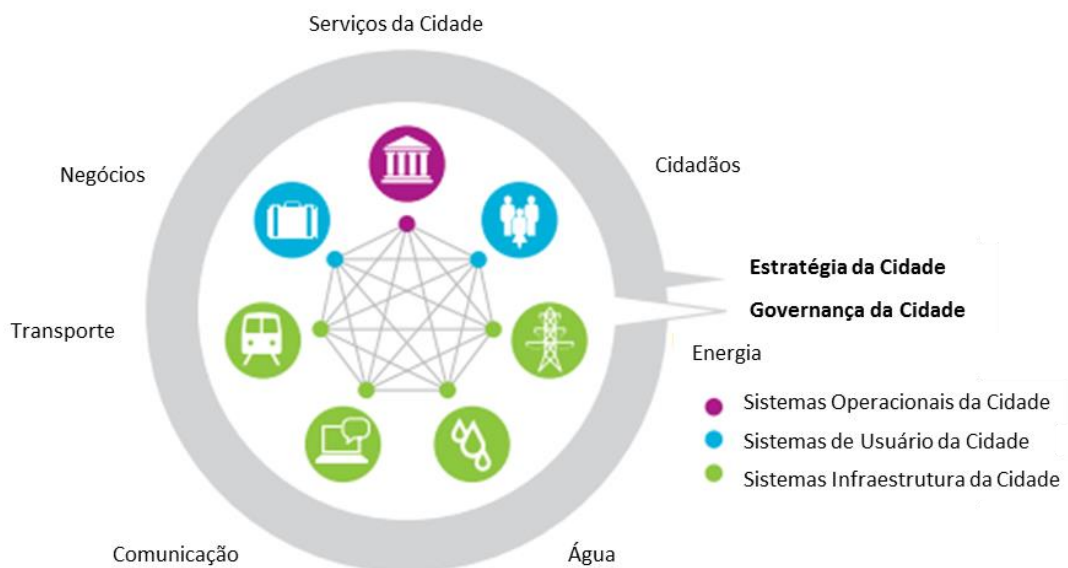 Serviços da Cidade
Negócios
Cidadãos
Estratégia da Cidade
Governança da Cidade
Transporte
Energia
Sistemas Operacionais da Cidade
Sistemas de Usuário da Cidade
Sistemas Infraestrutura da Cidade
Comunicação
Água